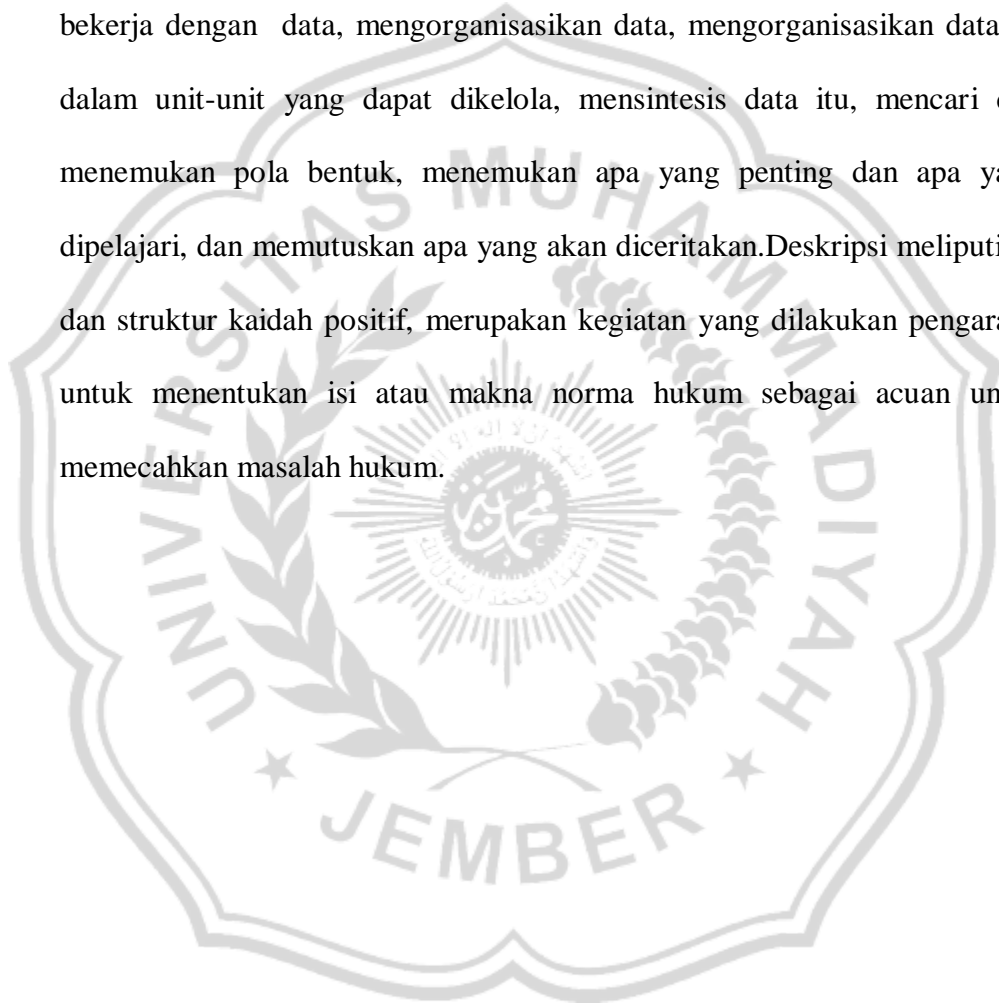 bekerja dengan data, mengorganisasikan data, mengorganisasikan data
dalam unit-unit yang dapat dikelola, mensintesis data itu, mencari
menemukan pola bentuk, menemukan apa yang penting dan apa
dipelajari, dan memutuskan apa yang akan diceritakan.Deskripsi meliputi
dan struktur kaidah positif, merupakan kegiatan yang dilakukan
untuk menentukan isi atau makna norma hukum sebagai acuan
memecahkan masalah hukum.
UNIVERSITAS MUHAMMADIYAH
JEMBER